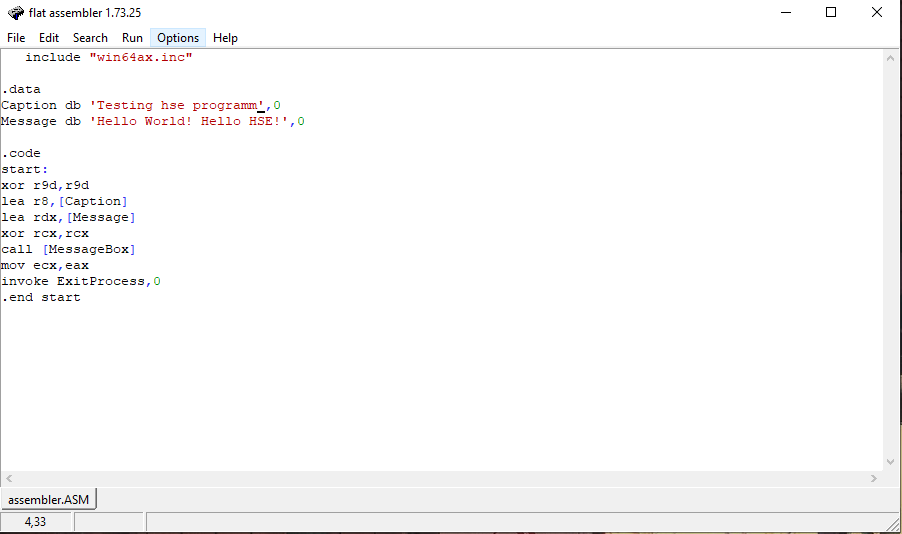 flat assembler 1.73.25
File Edit Search Run Options Help
include "win64ax.inc"
.data
Caption db 'Testing hse programm',0
Message db 'Hello World! Hello HSE!',0
.code
start:
xor r9d,r9d
lea r8,[Caption]
lea rdx,[Message]
xor rcx,rcx
call [MessageBox]
mov ecx,eax
invoke ExitProcess,0
.end start
assembler.ASM
4,33